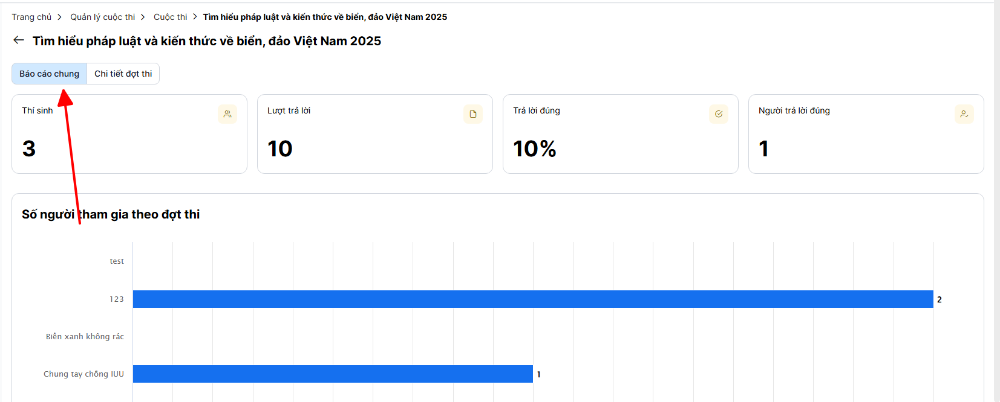 Trang chủ > Quản lý cuộc thi > Cuộc thi > Tìm hiểu pháp luật và kiến thức về biển, đảo Việt Nam 2025
Tìm hiểu pháp luật và kiến thức về biển, đảo Việt Nam 2025
Báo cáo chung Chi tiết đợt thi
Thí sinh Lượt trả lời Trả lời đúng Người trả lời đúng
3 10 10% 1
Số người tham gia theo đợt thi
test
123 2
Biển xanh không rác
Chung tay chống IUU 1